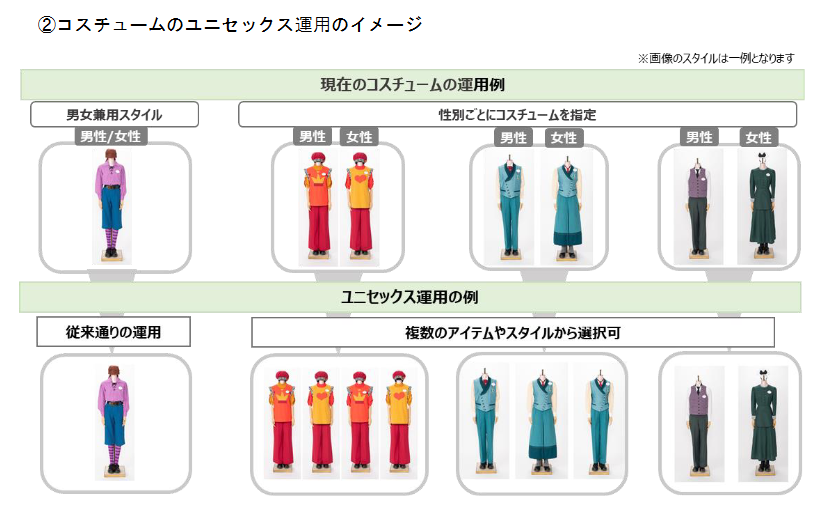 ②コスチュームのユニセックス運用のイメージ
※画像のスタイルは一例となります
現在のコスチュームの運用例
男女兼用スタイル
性別ごとにコスチュームを指定
男性/女性
男性
女性
男性
女性
男性
女性
ユニセックス運用の例
従来通りの運用
複数のアイテムやスタイルから選択可